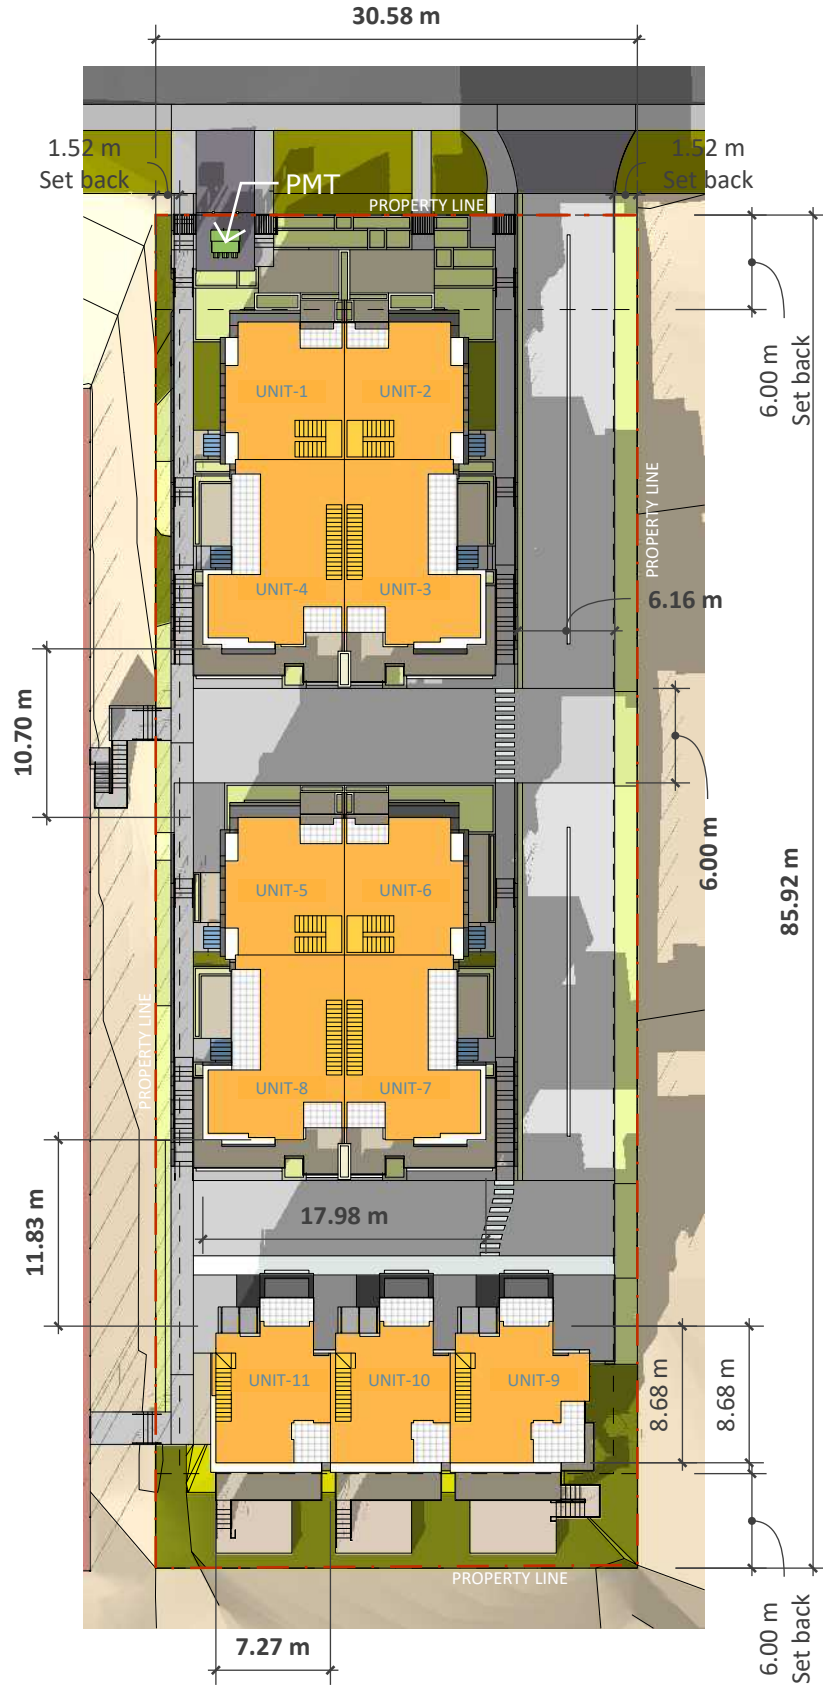 30.58 m
1.52 m
Set back
1.52 m
Set back
PMT
PROPERTY LINE
6.00 m
Set back
UNIT-1
UNIT-2
PROPERTY LINE
UNIT-4
UNIT-3
6.16 m
10.70 m
6.00 m
85.92 m
UNIT-5
UNIT-6
PROPERTY LINE
UNIT-8
UNIT-7
11.83 m
17.98 m
UNIT-11
UNIT-10
UNIT-9
8.68 m
8.68 m
PROPERTY LINE
6.00 m
Set back
7.27 m